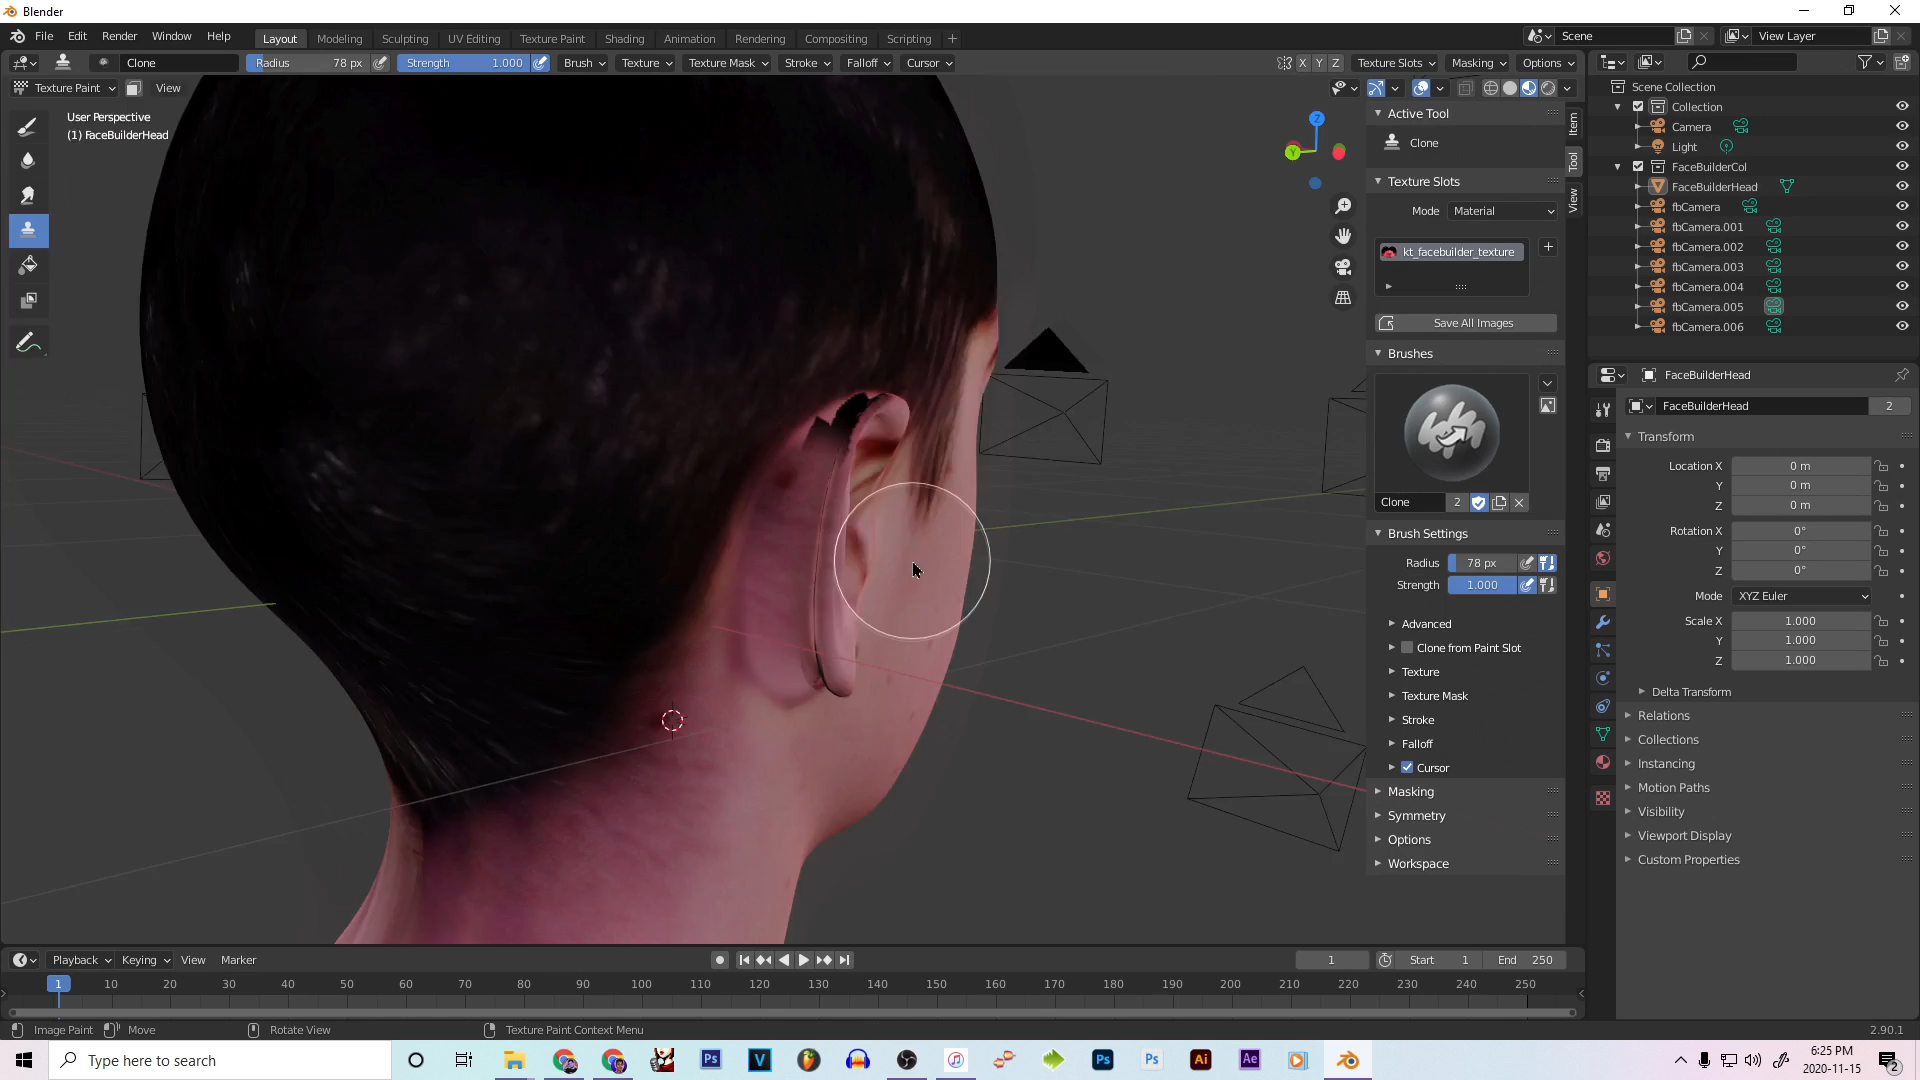 Blender
File Edit Render Window Help Layout Modeling Sculpting UV Editing Texture Paint Shading Animation Rendering Compositing Scripting + Scene View Layer
Clone Radius 78 px Strength 1.000 Brush Texture Texture Mask Stroke Falloff Cursor X Y Z Texture Slots Masking Options
Texture Paint View
User Perspective
(1) FaceBuilderHead
Z
Y
Item
Tool
View
Active Tool
Clone
Texture Slots
Mode Material
kt_facebuilder_texture
Save All Images
Brushes
Clone 2
Brush Settings
Radius 78 px
Strength 1.000
Advanced
Clone from Paint Slot
Texture
Texture Mask
Stroke
Falloff
Cursor
Masking
Symmetry
Options
Workspace
Scene Collection
Collection
Camera
Light
FaceBuilderCol
FaceBuilderHead
fbCamera
fbCamera.001
fbCamera.002
fbCamera.003
fbCamera.004
fbCamera.005
fbCamera.006
FaceBuilderHead
FaceBuilderHead 2
Transform
Location X 0 m
Y 0 m
Z 0 m
Rotation X 0°
Y 0°
Z 0°
Mode XYZ Euler
Scale X 1.000
Y 1.000
Z 1.000
Delta Transform
Relations
Collections
Instancing
Motion Paths
Visibility
Viewport Display
Custom Properties
Playback Keying View Marker 1 Start 1 End 250
1 10 20 30 40 50 60 70 80 90 100 110 120 130 140 150 160 170 180 190 200 210 220 230 240 250
Image Paint Move Rotate View Texture Paint Context Menu 2.90.1
Type here to search Ps V Ps Ps Ai Ae 6:25 PM
2020-11-15 2